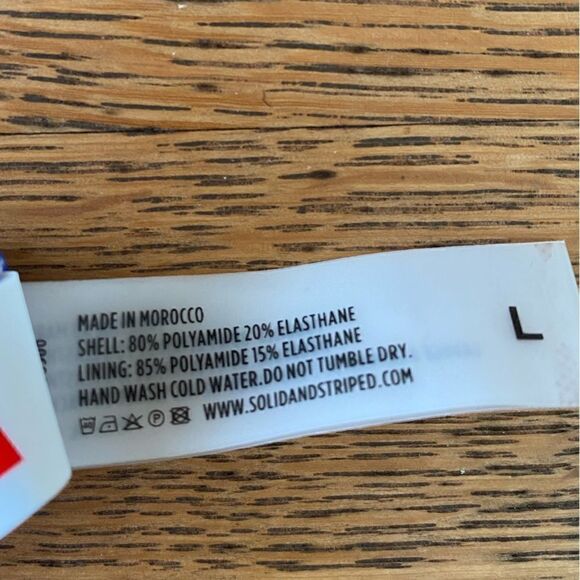 MADE IN MOROCCO
SHELL: 80% POLYAMIDE 20% ELASTHANE
LINING: 85% POLYAMIDE 15% ELASTHANE
HAND WASH COLD WATER.DO NOT TUMBLE DRY.
WWW.SOLIDANDSTRIPED.COM
L